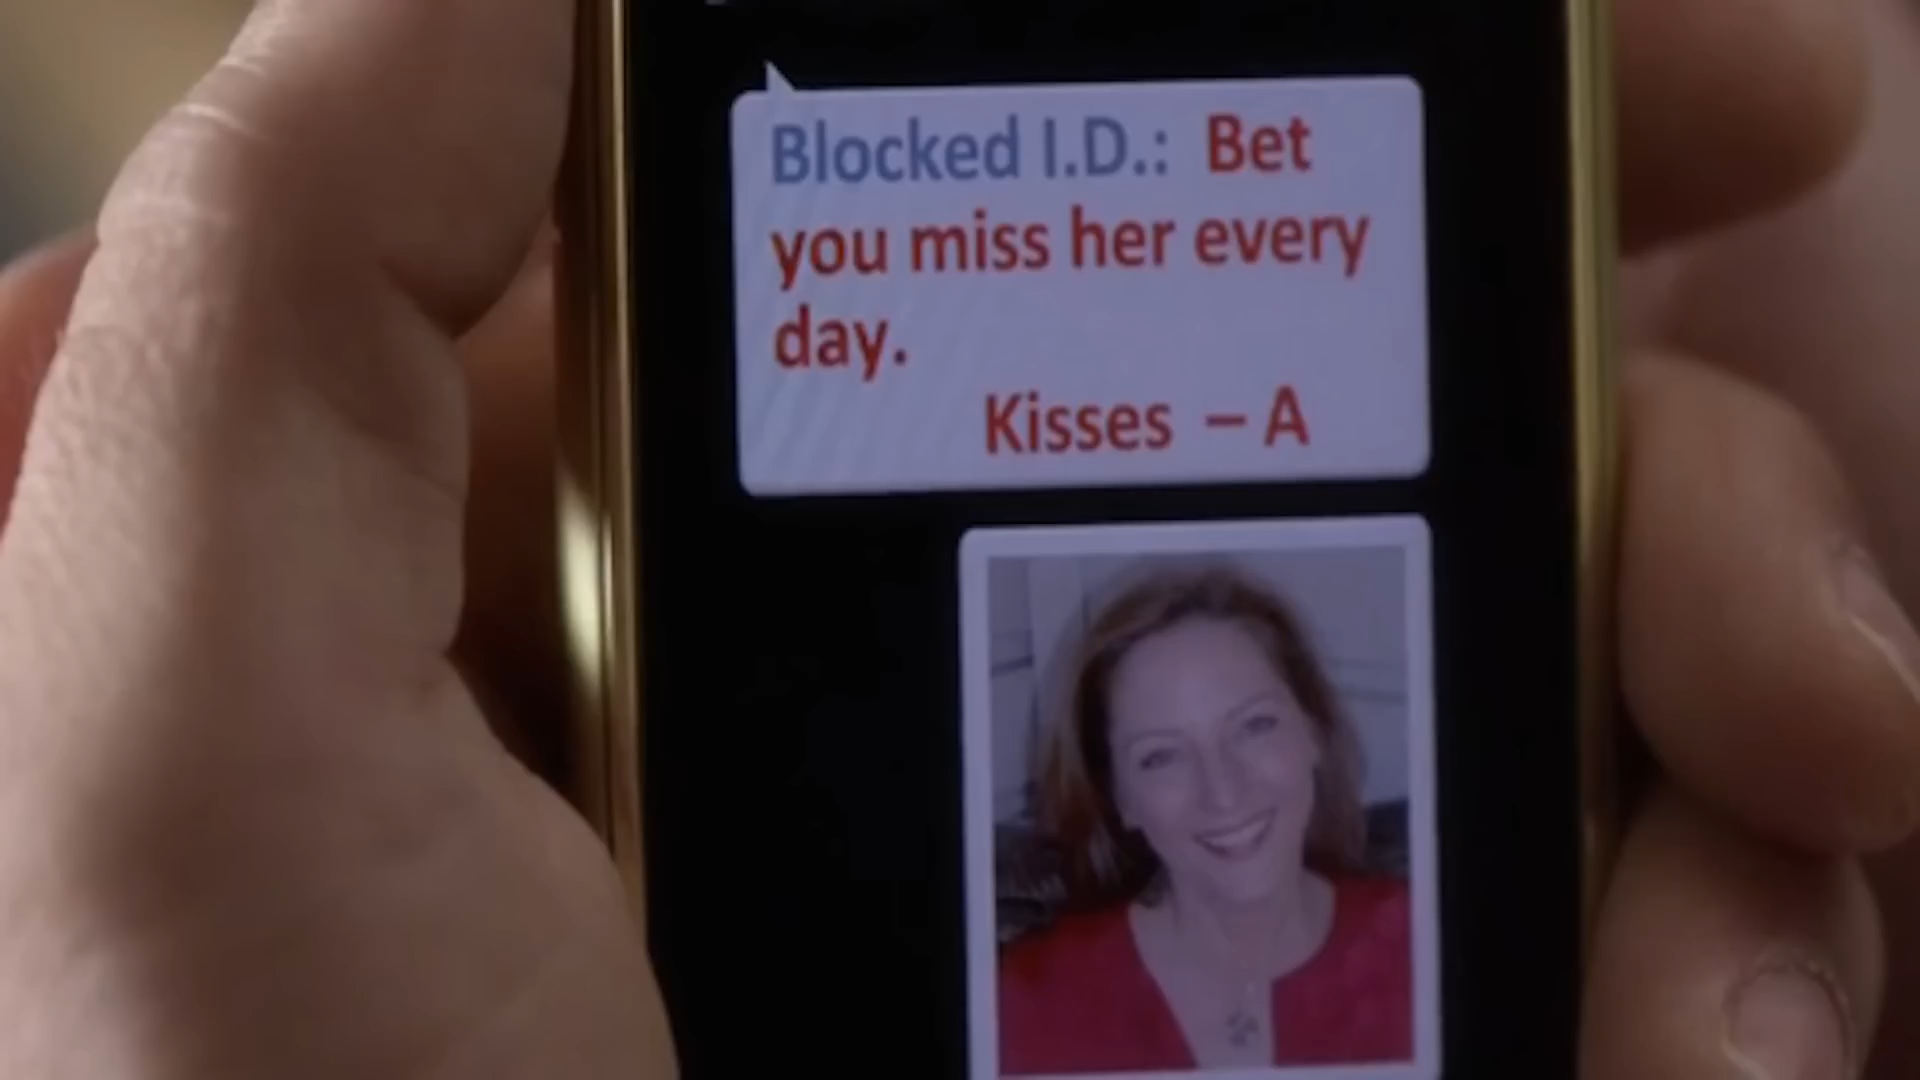 Blocked I.D.: Bet
you miss her every
day.
Kisses – A